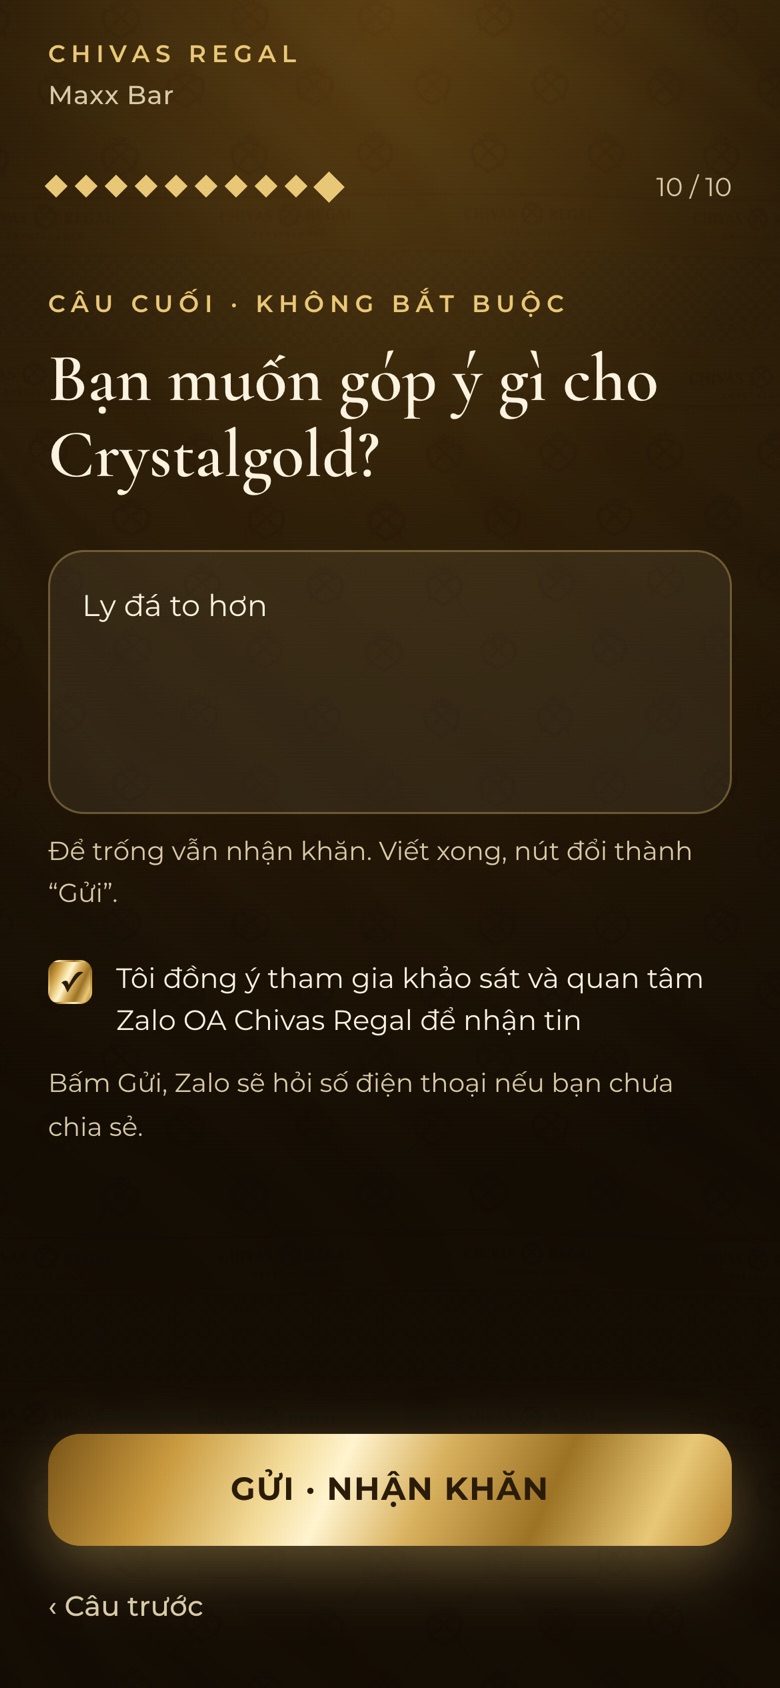 CHIVAS REGAL
Maxx Bar
10 / 10
CÂU CUỐI · KHÔNG BẮT BUỘC
Bạn muốn góp ý gì cho
Crystalgold?
Ly đá to hơn
Để trống vẫn nhận khăn. Viết xong, nút đổi thành
“Gửi”.
Tôi đồng ý tham gia khảo sát và quan tâm
Zalo OA Chivas Regal để nhận tin
Bấm Gửi, Zalo sẽ hỏi số điện thoại nếu bạn chưa
chia sẻ.
GỬI · NHẬN KHĂN
‹ Câu trước